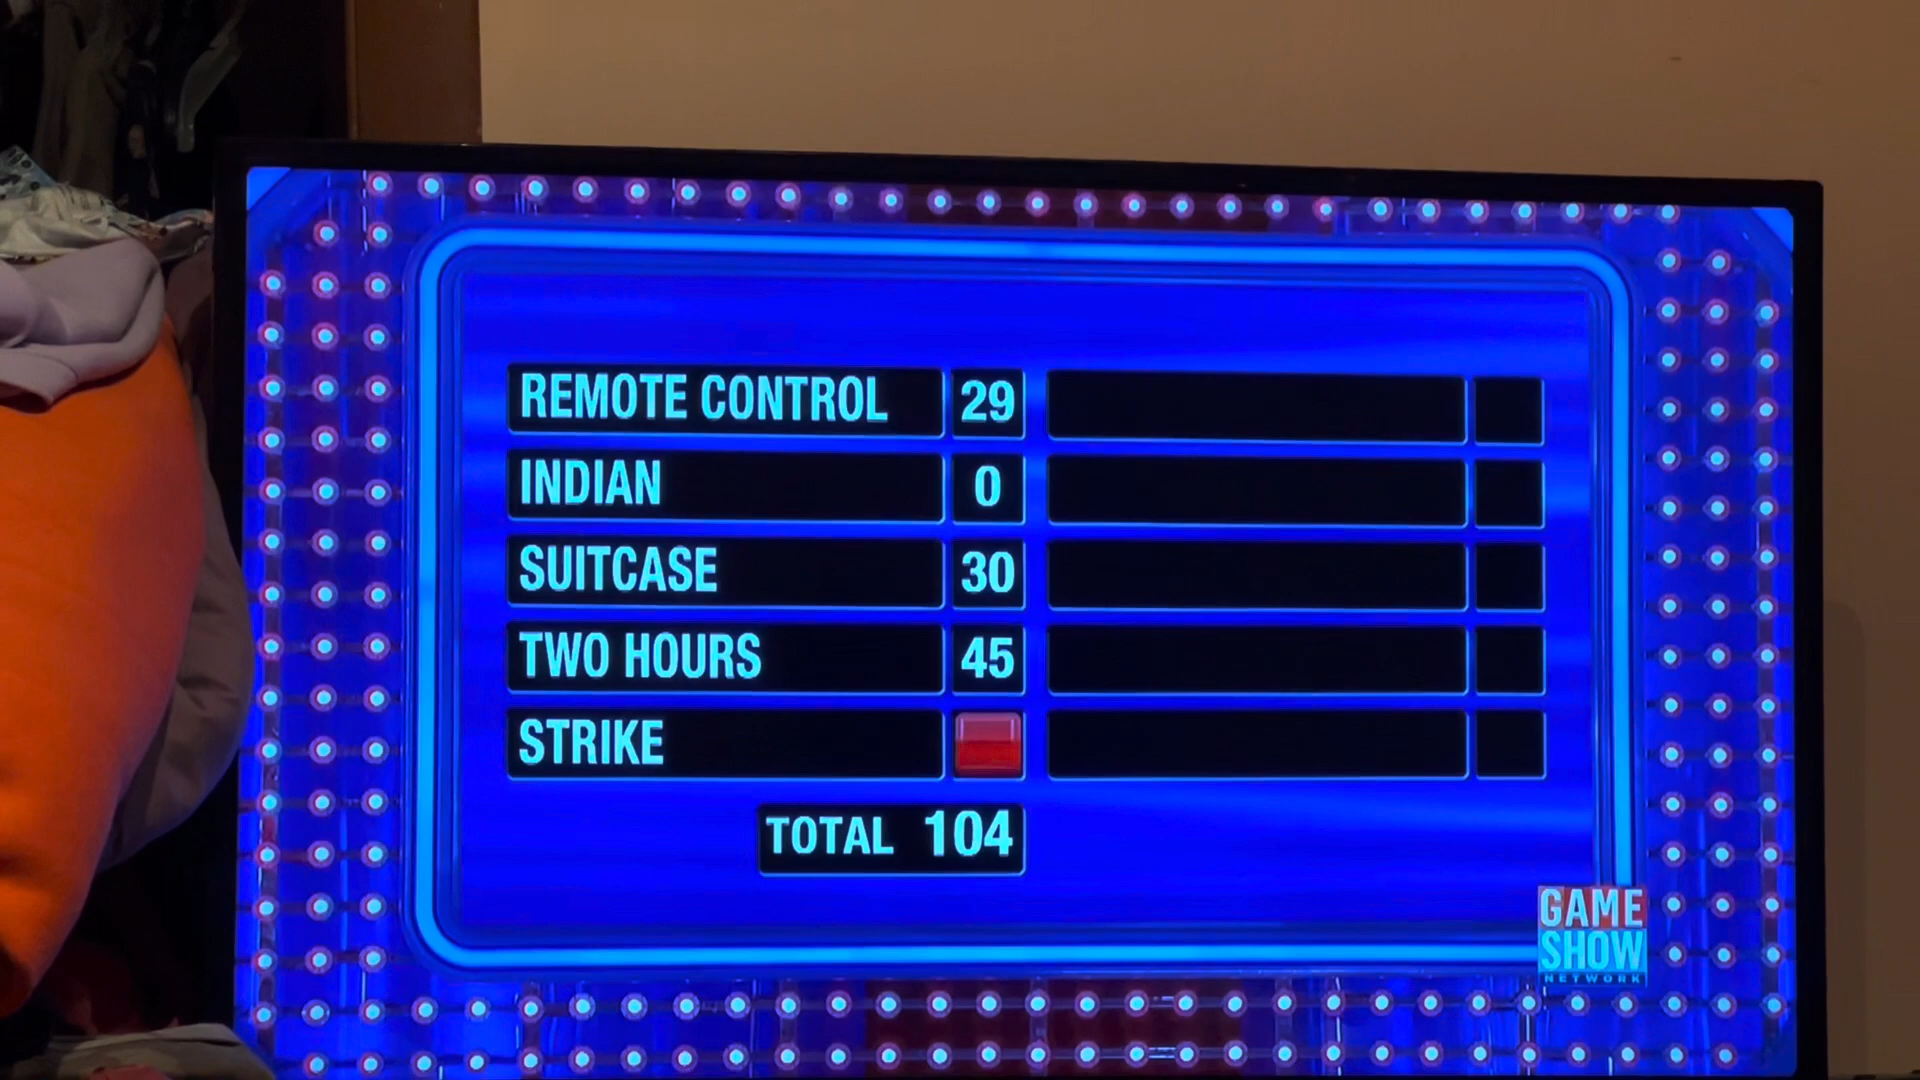 REMOTE CONTROL 29
INDIAN 0
SUITCASE 30
TWO HOURS 45
STRIKE
TOTAL 104
GAME
SHOW
NETWORK